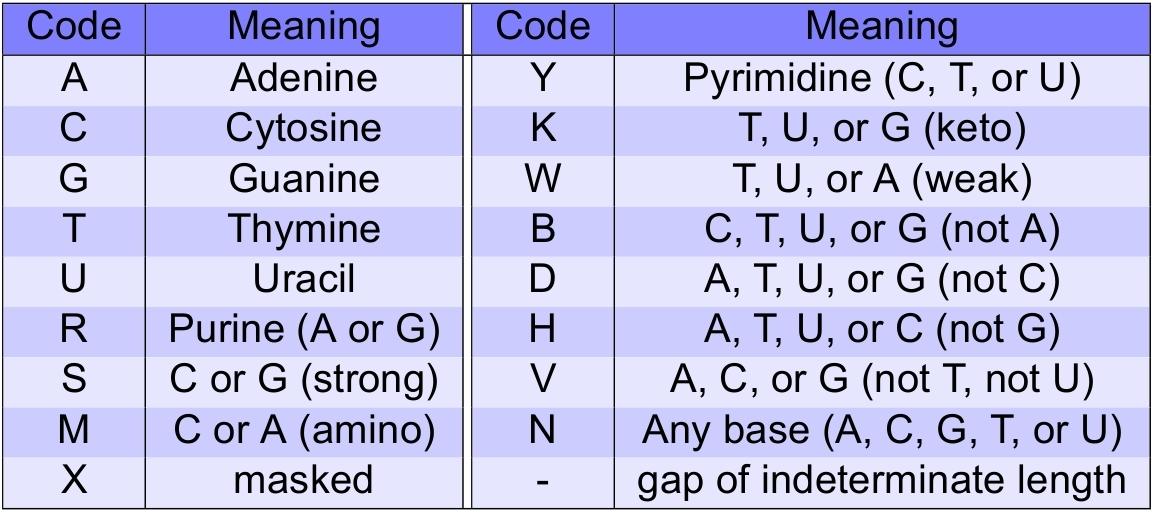 Code Meaning Code Meaning
A Adenine Y Pyrimidine (C, T, or U)
C Cytosine K T, U, or G (keto)
G Guanine W T, U, or A (weak)
T Thymine B C, T, U, or G (not A)
U Uracil D A, T, U, or G (not C)
R Purine (A or G) H A, T, U, or C (not G)
S C or G (strong) V A, C, or G (not T, not U)
M C or A (amino) N Any base (A, C, G, T, or U)
X masked - gap of indeterminate length